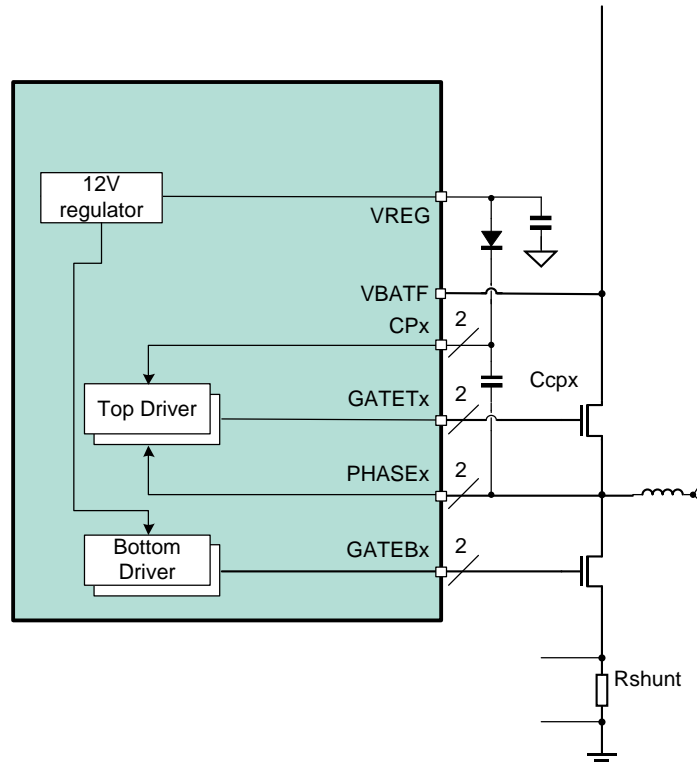 12V
regulator
VREG
VBATF
CPx
2
Top Driver
GATETx
2
Ccpx
PHASEx
2
Bottom
Driver
GATEBx
2
Rshunt